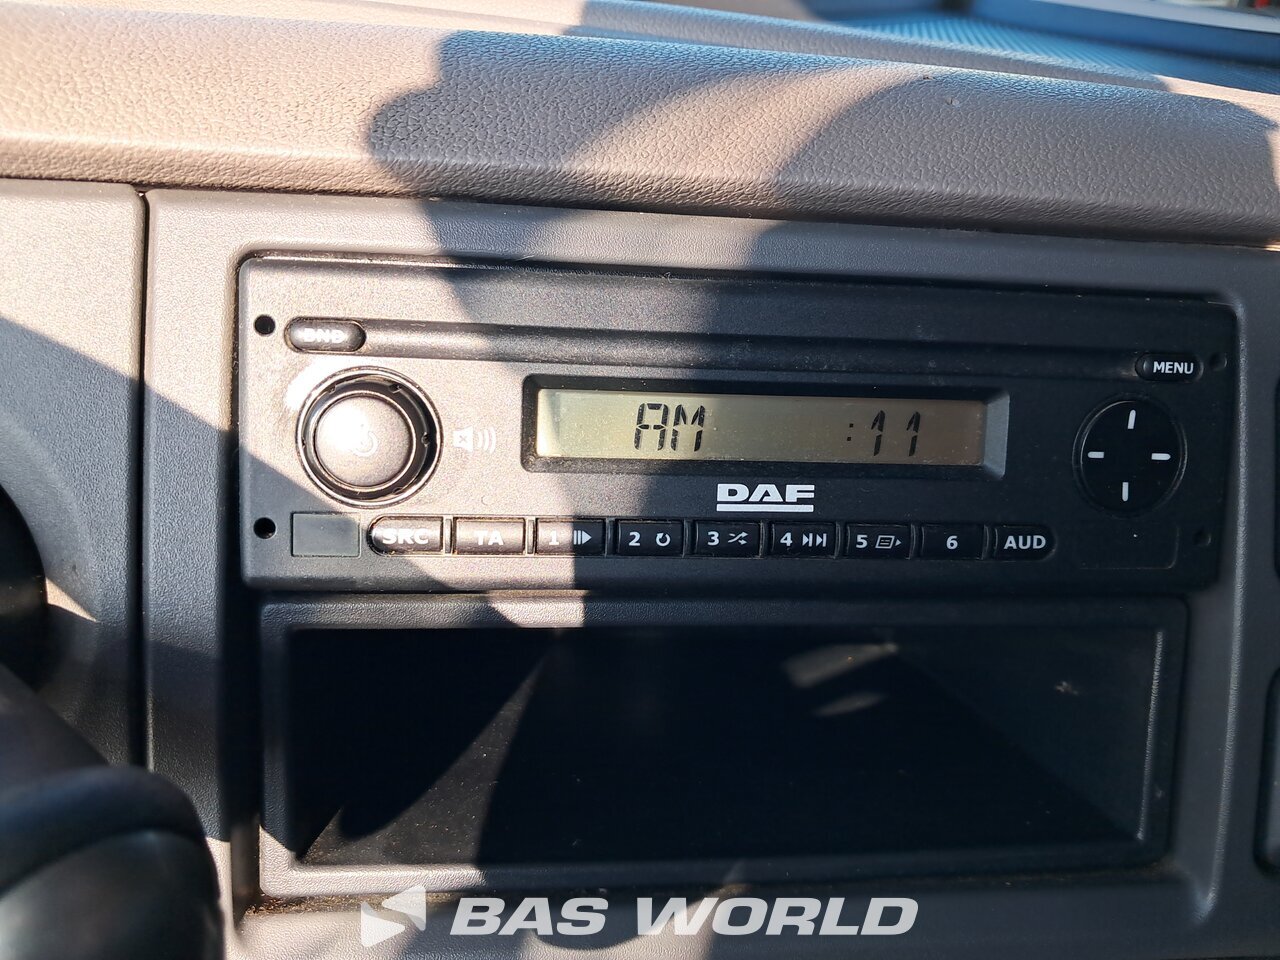 BND
MENU
AM :11
DAF
SRC TA 1 2 3 4 5 6 AUD
BAS WORLD